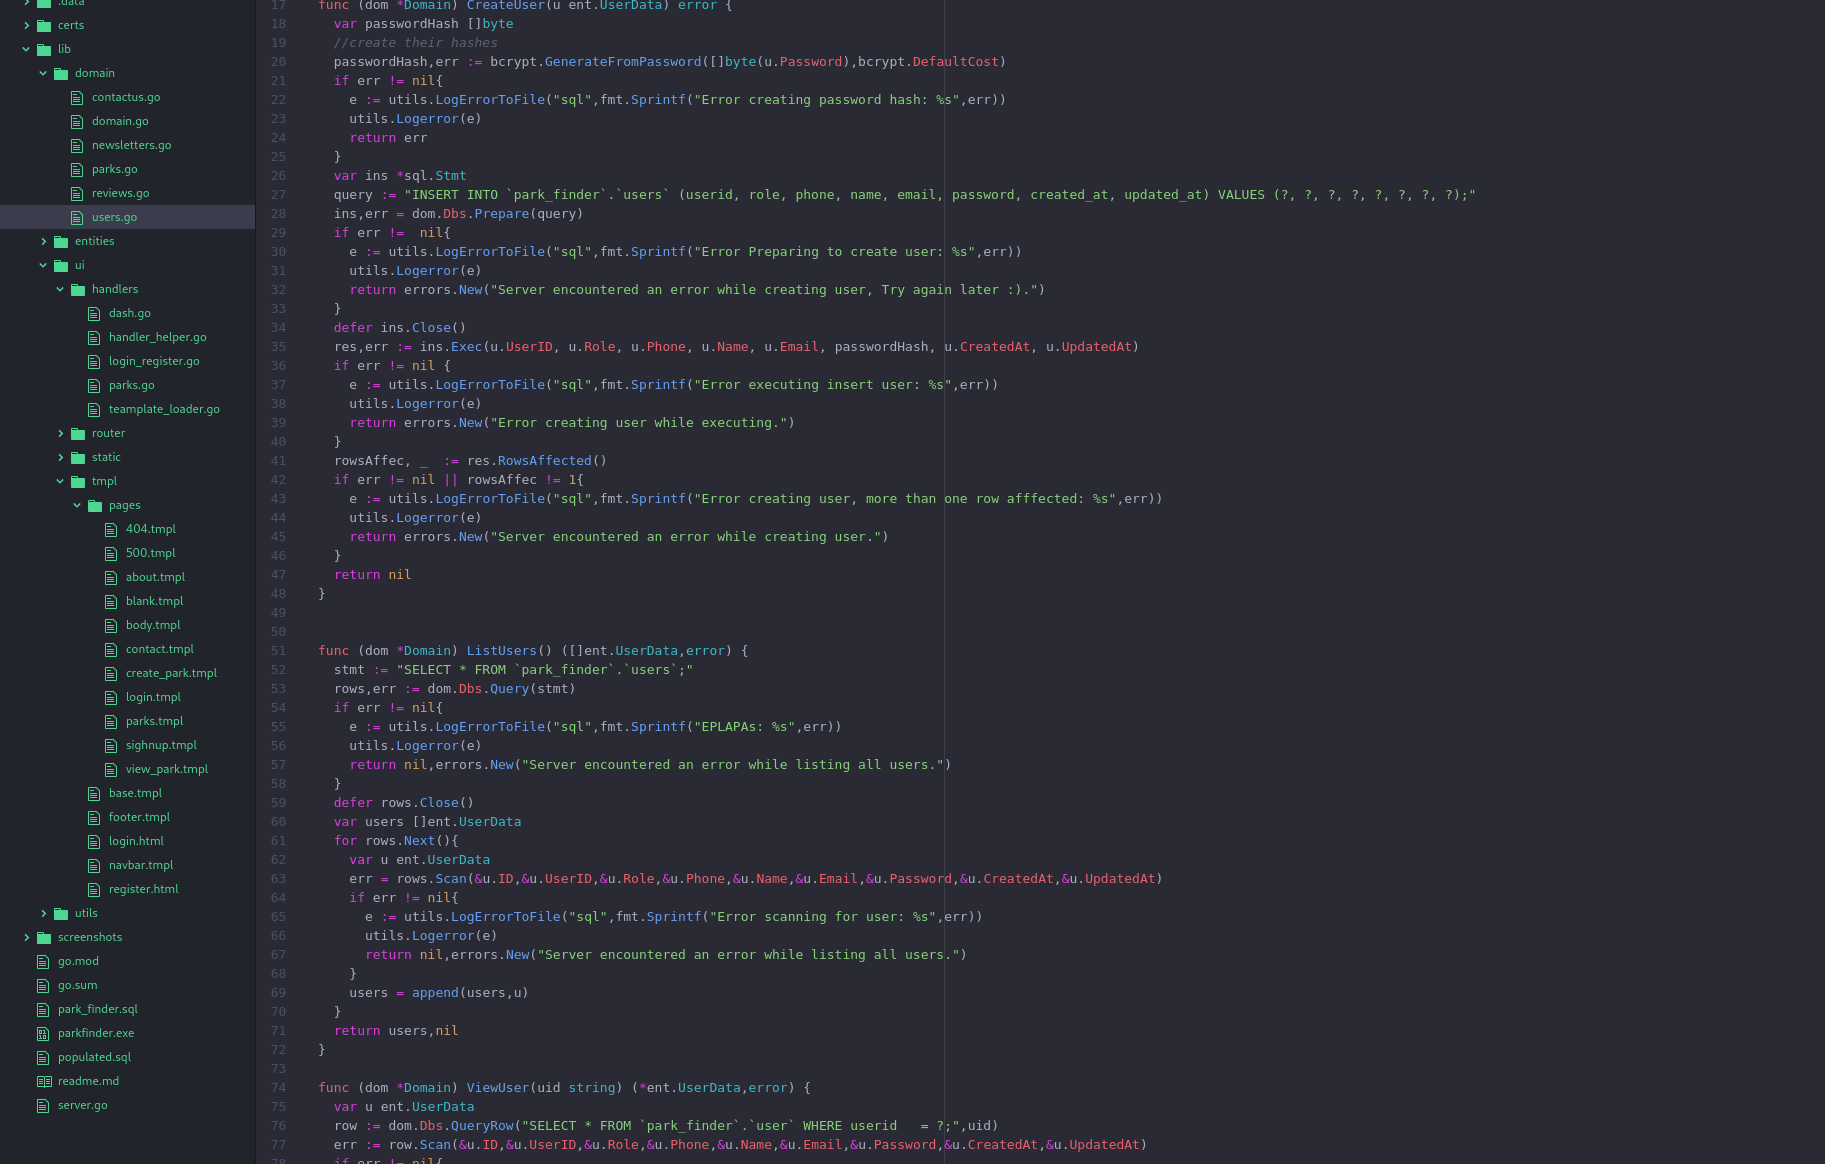 .data
certs
lib
domain
contactus.go
domain.go
newsletters.go
parks.go
reviews.go
users.go
entities
ui
handlers
dash.go
handler_helper.go
login_register.go
parks.go
teamplate_loader.go
router
static
tmpl
pages
404.tmpl
500.tmpl
about.tmpl
blank.tmpl
body.tmpl
contact.tmpl
create_park.tmpl
login.tmpl
parks.tmpl
sighnup.tmpl
view_park.tmpl
base.tmpl
footer.tmpl
login.html
navbar.tmpl
register.html
utils
screenshots
go.mod
go.sum
park_finder.sql
parkfinder.exe
populated.sql
readme.md
server.go
17 func (dom *Domain) CreateUser(u ent.UserData) error {
18 var passwordHash []byte
19 //create their hashes
20 passwordHash,err := bcrypt.GenerateFromPassword([]byte(u.Password),bcrypt.DefaultCost)
21 if err != nil{
22 e := utils.LogErrorToFile("sql",fmt.Sprintf("Error creating password hash: %s",err))
23 utils.Logerror(e)
24 return err
25 }
26 var ins *sql.Stmt
27 query := "INSERT INTO `park_finder`.`users` (userid, role, phone, name, email, password, created_at, updated_at) VALUES (?, ?, ?, ?, ?, ?, ?, ?);"
28 ins,err = dom.Dbs.Prepare(query)
29 if err !=  nil{
30 e := utils.LogErrorToFile("sql",fmt.Sprintf("Error Preparing to create user: %s",err))
31 utils.Logerror(e)
32 return errors.New("Server encountered an error while creating user, Try again later :).")
33 }
34 defer ins.Close()
35 res,err := ins.Exec(u.UserID, u.Role, u.Phone, u.Name, u.Email, passwordHash, u.CreatedAt, u.UpdatedAt)
36 if err != nil {
37 e := utils.LogErrorToFile("sql",fmt.Sprintf("Error executing insert user: %s",err))
38 utils.Logerror(e)
39 return errors.New("Error creating user while executing.")
40 }
41 rowsAffec, _  := res.RowsAffected()
42 if err != nil || rowsAffec != 1{
43 e := utils.LogErrorToFile("sql",fmt.Sprintf("Error creating user, more than one row afffected: %s",err))
44 utils.Logerror(e)
45 return errors.New("Server encountered an error while creating user.")
46 }
47 return nil
48 }
49
50
51 func (dom *Domain) ListUsers() ([]ent.UserData,error) {
52 stmt := "SELECT * FROM `park_finder`.`users`;"
53 rows,err := dom.Dbs.Query(stmt)
54 if err != nil{
55 e := utils.LogErrorToFile("sql",fmt.Sprintf("EPLAPAs: %s",err))
56 utils.Logerror(e)
57 return nil,errors.New("Server encountered an error while listing all users.")
58 }
59 defer rows.Close()
60 var users []ent.UserData
61 for rows.Next(){
62 var u ent.UserData
63 err = rows.Scan(&u.ID,&u.UserID,&u.Role,&u.Phone,&u.Name,&u.Email,&u.Password,&u.CreatedAt,&u.UpdatedAt)
64 if err != nil{
65 e := utils.LogErrorToFile("sql",fmt.Sprintf("Error scanning for user: %s",err))
66 utils.Logerror(e)
67 return nil,errors.New("Server encountered an error while listing all users.")
68 }
69 users = append(users,u)
70 }
71 return users,nil
72 }
73
74 func (dom *Domain) ViewUser(uid string) (*ent.UserData,error) {
75 var u ent.UserData
76 row := dom.Dbs.QueryRow("SELECT * FROM `park_finder`.`user` WHERE userid   = ?;",uid)
77 err := row.Scan(&u.ID,&u.UserID,&u.Role,&u.Phone,&u.Name,&u.Email,&u.Password,&u.CreatedAt,&u.UpdatedAt)
78 if err != nil{